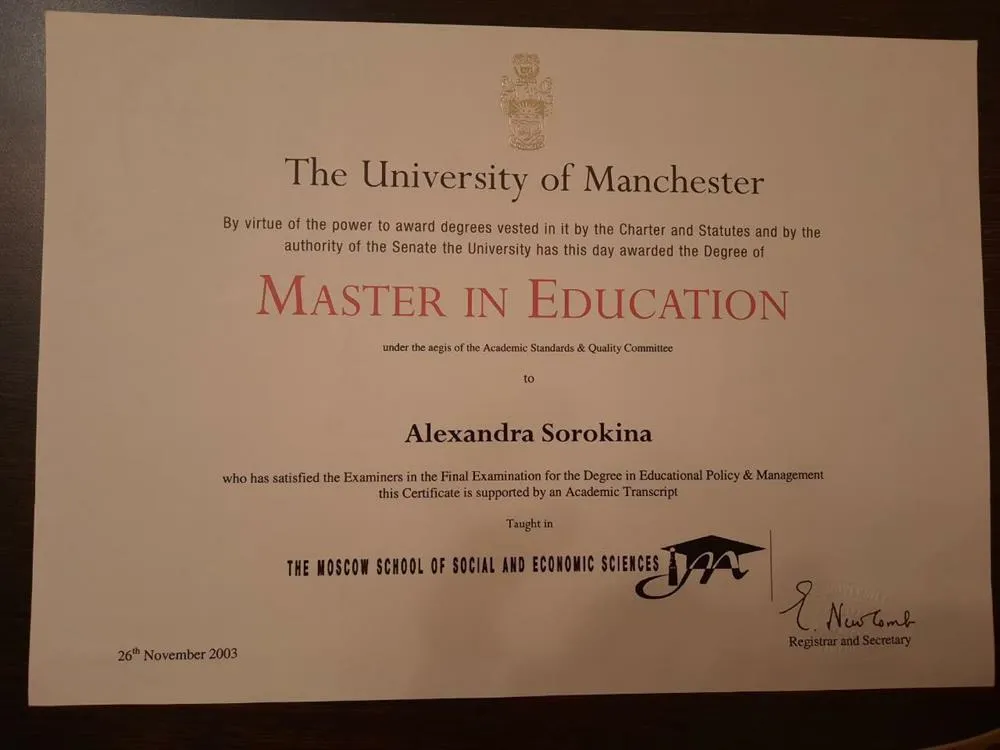 The University of Manchester
By virtue of the power to award degrees vested in it by the Charter and Statutes and by the
authority of the Senate the University has this day awarded the Degree of
MASTER IN EDUCATION
under the aegis of the Academic Standards & Quality Committee
to
Alexandra Sorokina
who has satisfied the Examiners in the Final Examination for the Degree in Educational Policy & Management
this Certificate is supported by an Academic Transcript
Taught in
THE MOSCOW SCHOOL OF SOCIAL AND ECONOMIC SCIENCES
E. Newcomb
Registrar and Secretary
26th November 2003